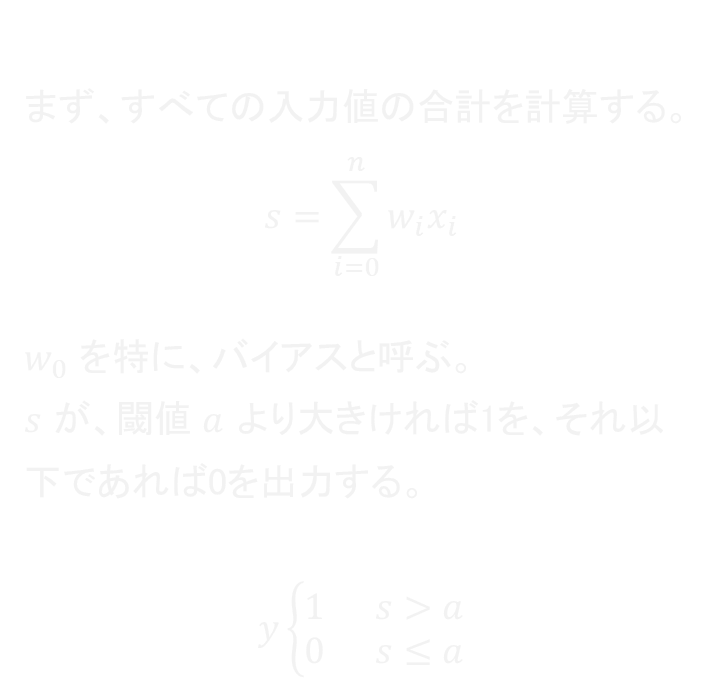 まず、すべての入力値の合計を計算する。
n
s = ∑ w_i x_i
i=0
w_0 を特に、バイアスと呼ぶ。
s が、閾値 a より大きければ1を、それ以
下であれば0を出力する。
y { 1 s > a
0 s ≤ a